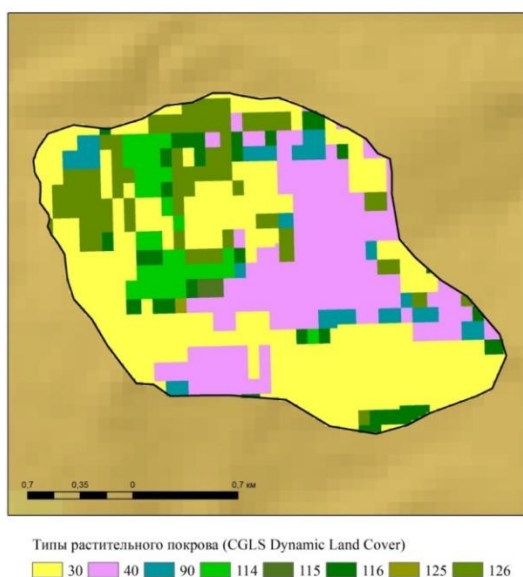 0,7 0,35 0 0,7 км
Типы растительного покрова (CGLS Dynamic Land Cover)
30 40 90 114 115 116 125 126